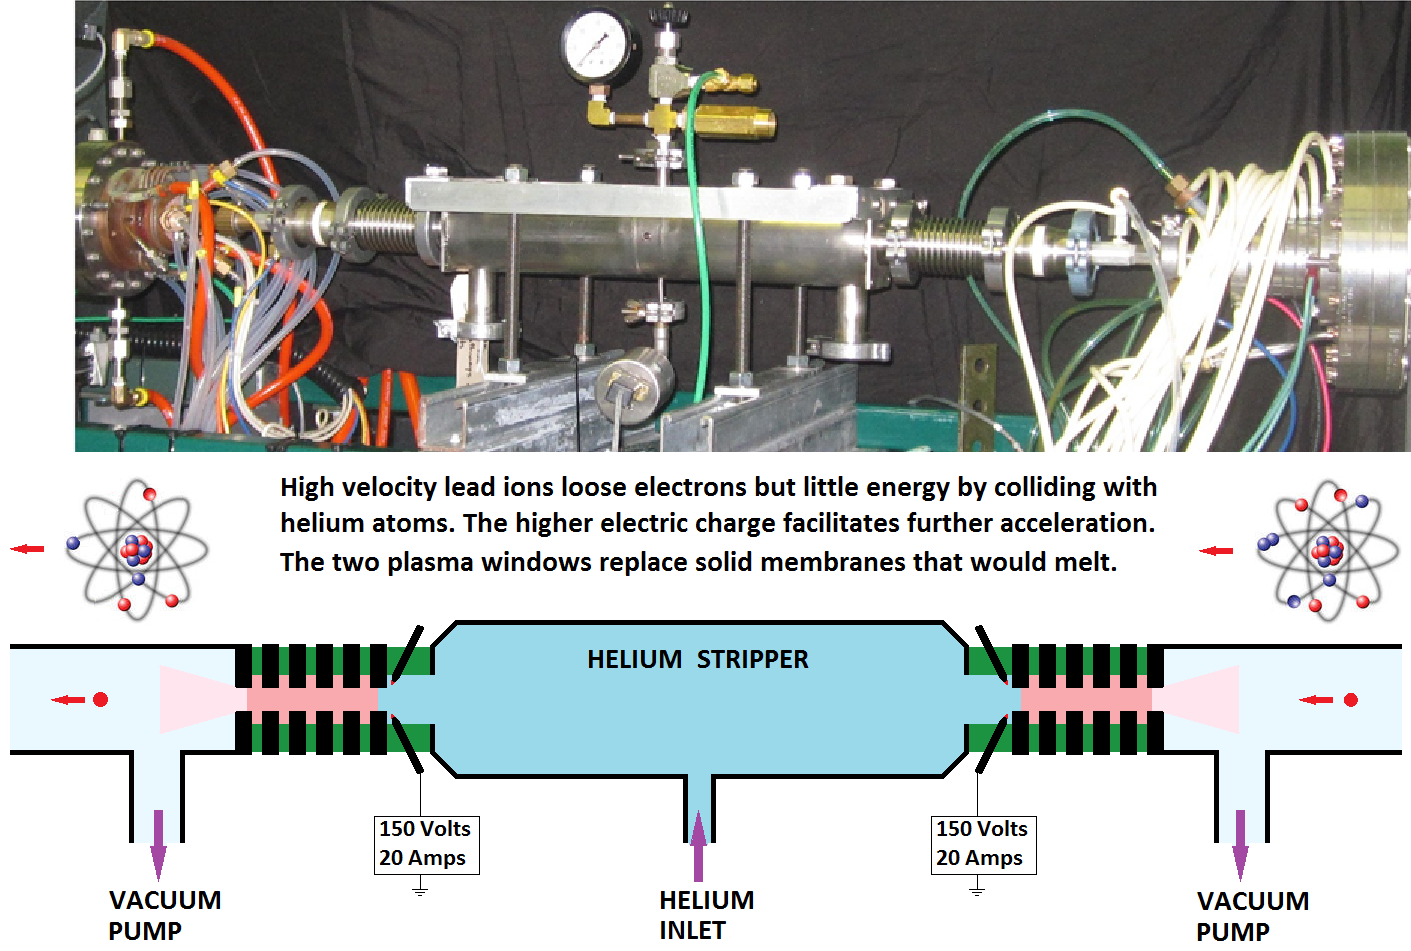 High velocity lead ions loose electrons but little energy by colliding with
helium atoms. The higher electric charge facilitates further acceleration.
The two plasma windows replace solid membranes that would melt.
HELIUM STRIPPER
150 Volts
20 Amps
150 Volts
20 Amps
VACUUM
PUMP
HELIUM
INLET
VACUUM
PUMP